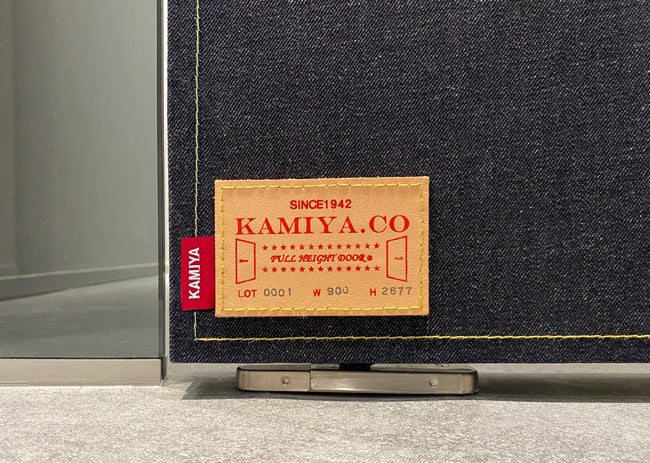 SINCE1942
KAMIYA.CO
FULL HEIGHT DOOR®
LOT 0001 W 900 H 2677
KAMIYA